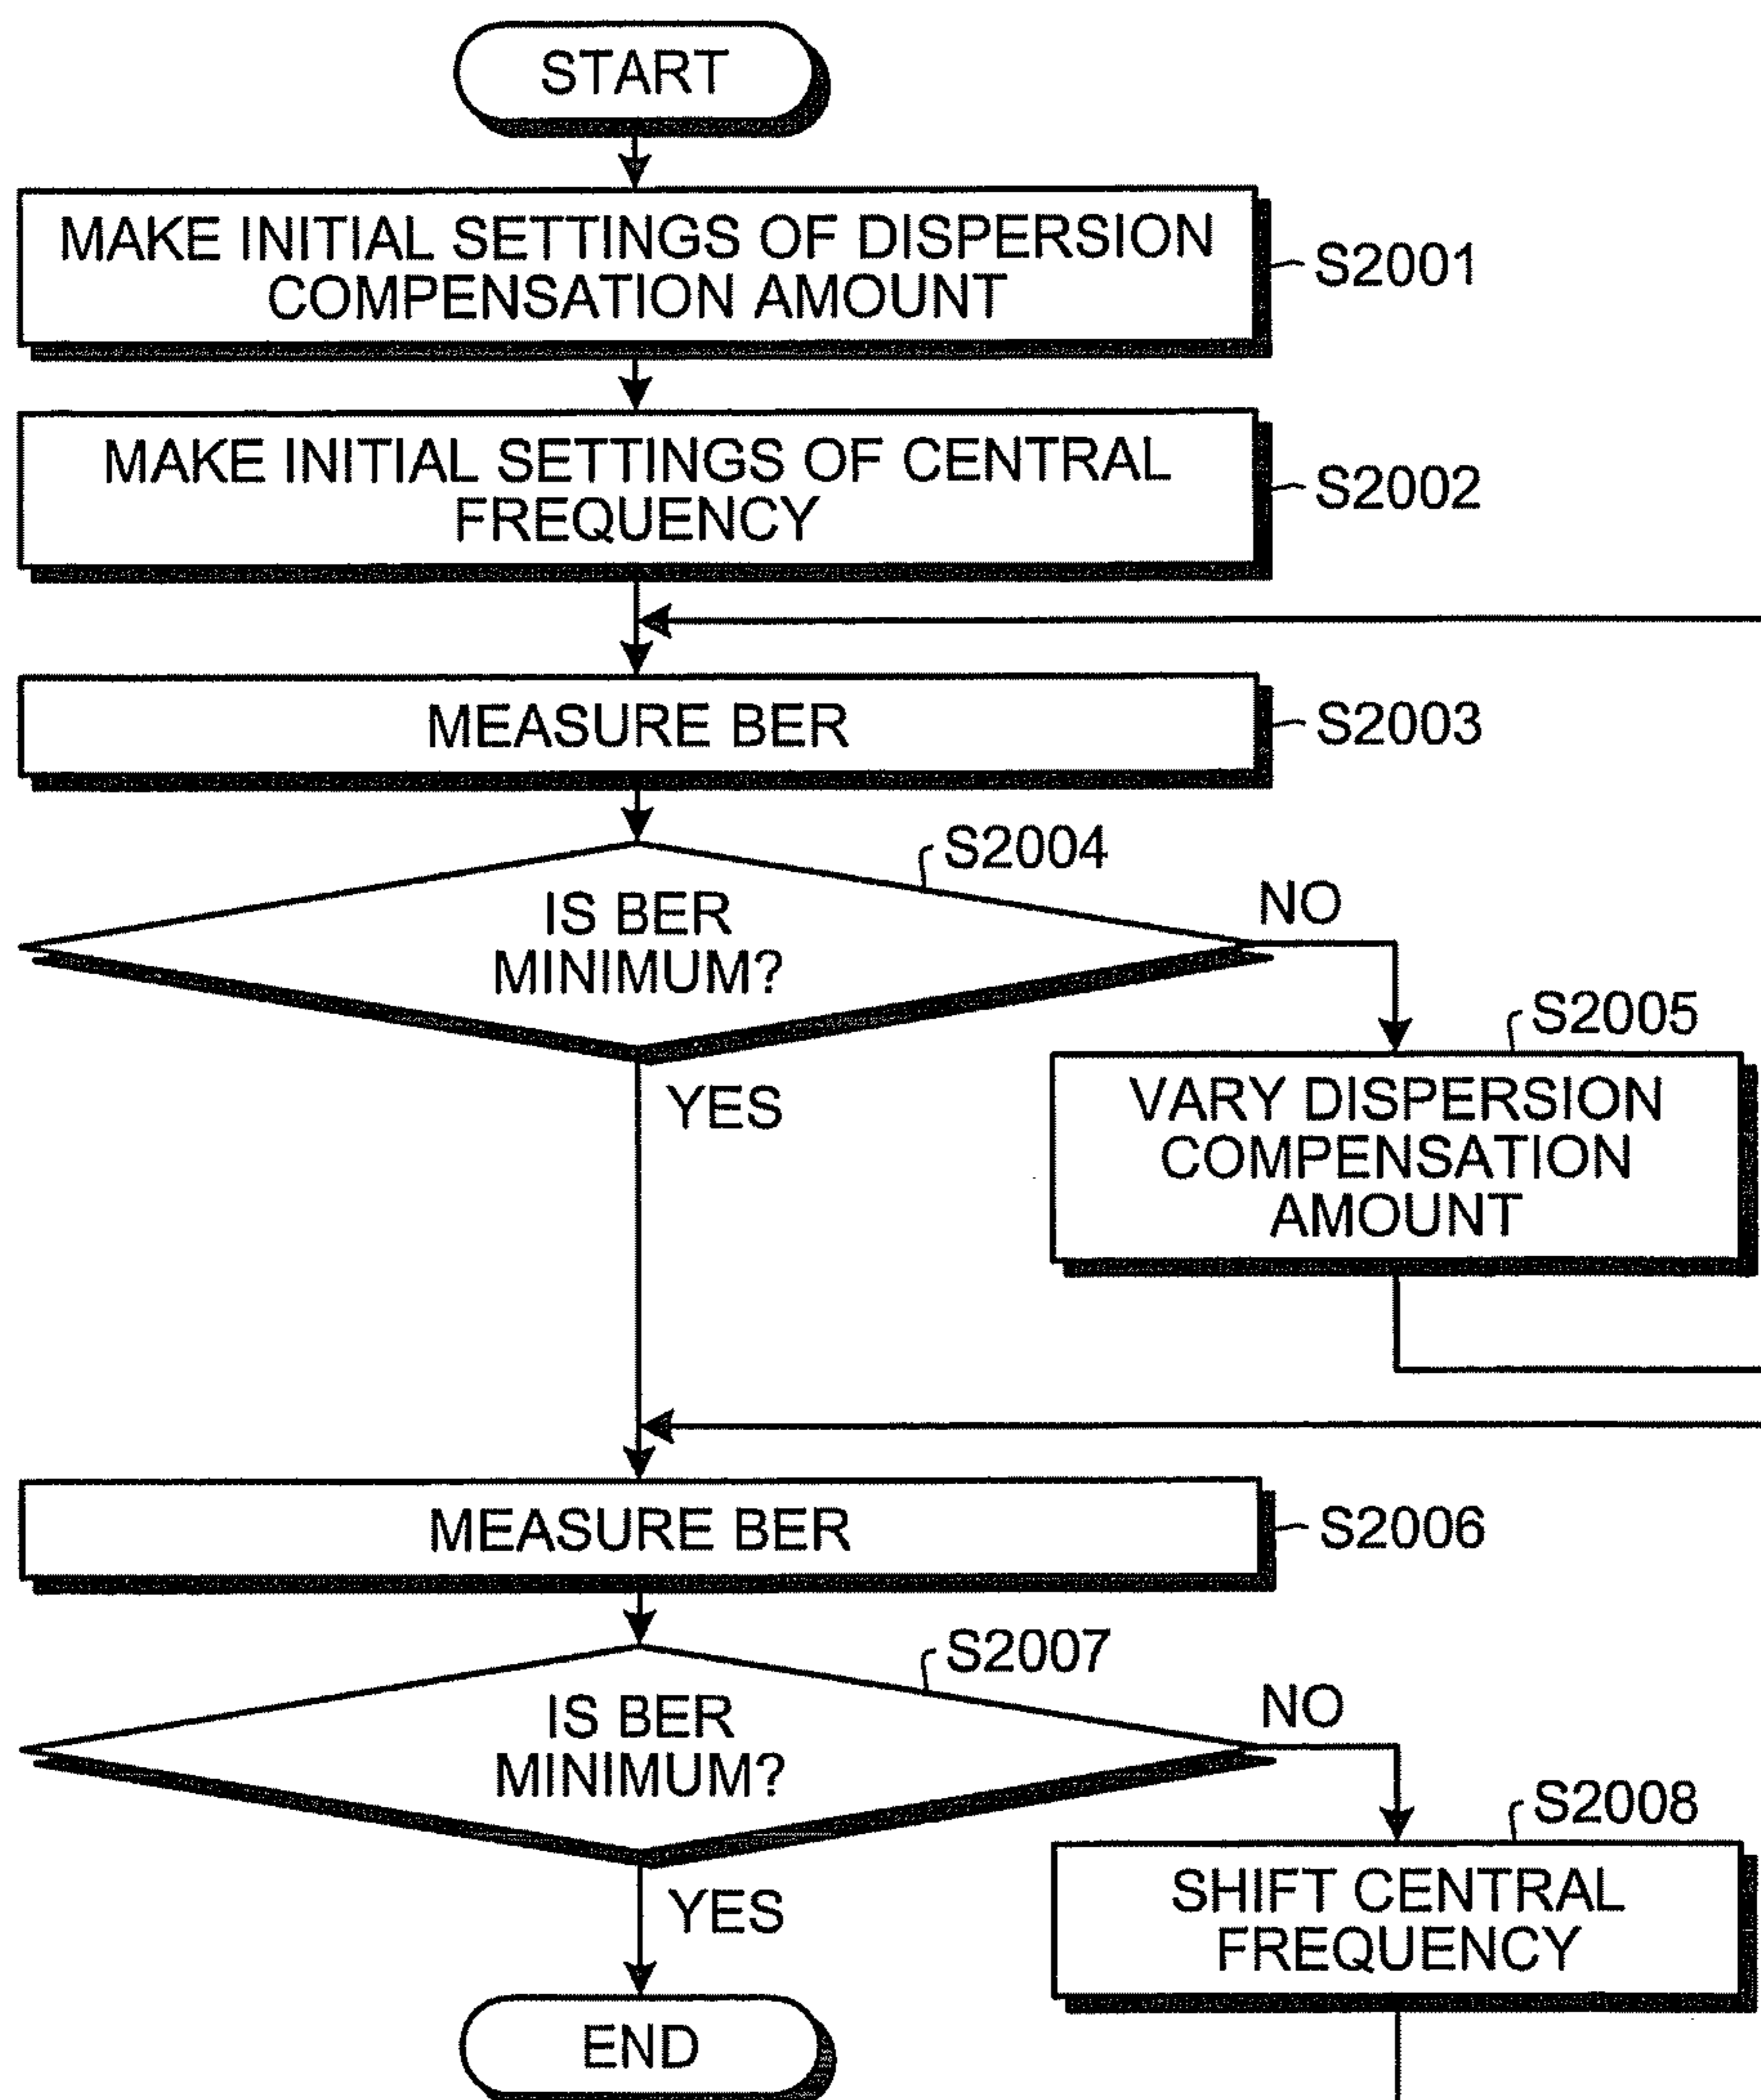 START
MAKE INITIAL SETTINGS OF DISPERSION
COMPENSATION AMOUNT
S2001
MAKE INITIAL SETTINGS OF CENTRAL
FREQUENCY
S2002
MEASURE BER
S2003
S2004
IS BER
MINIMUM?
NO
YES
S2005
VARY DISPERSION
COMPENSATION
AMOUNT
MEASURE BER
S2006
S2007
IS BER
MINIMUM?
NO
YES
S2008
SHIFT CENTRAL
FREQUENCY
END